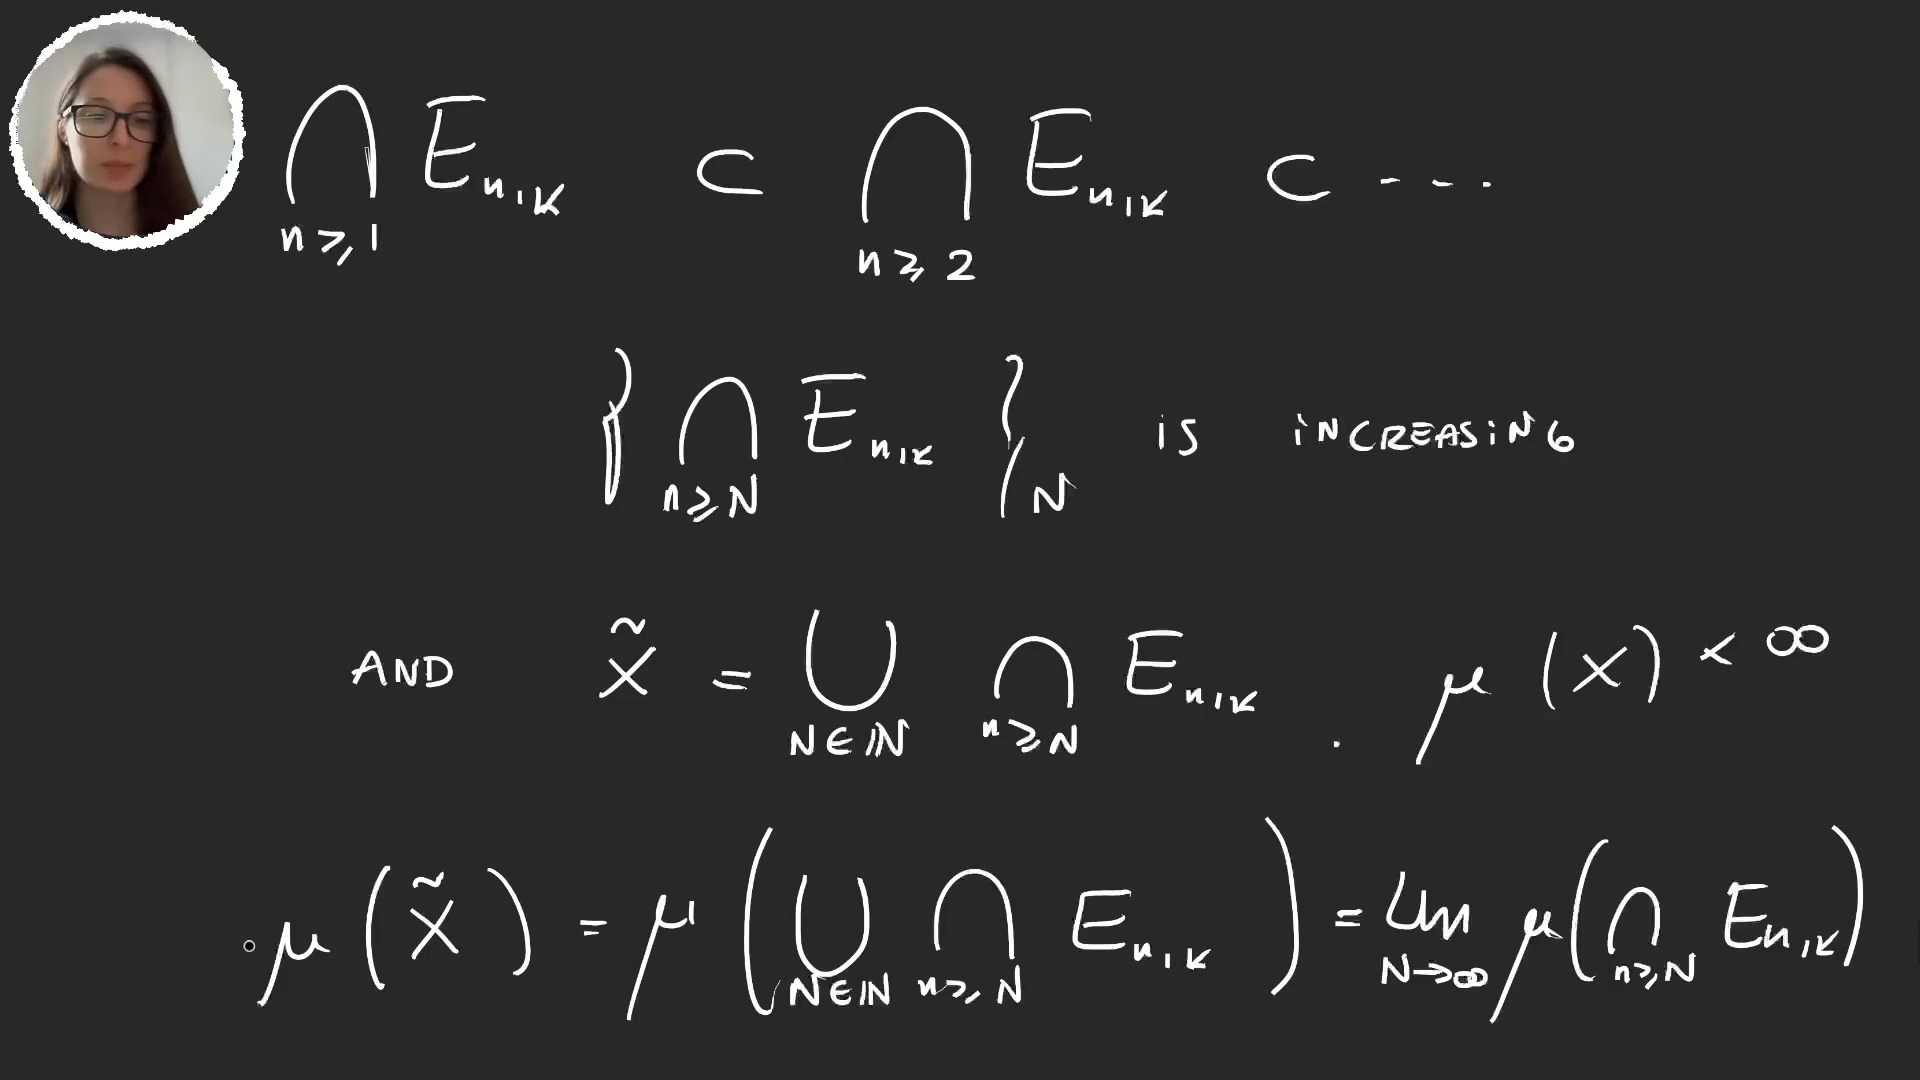 ⋂_{n≥1} E_{n,k} ⊂ ⋂_{n≥2} E_{n,k} ⊂ ----
{ ⋂_{n≥N} E_{n,k} }_N is INCREASING
AND X̃ = ⋃_{N∈ℕ} ⋂_{n≥N} E_{n,k} . μ(X) < ∞
μ(X̃) = μ(⋃_{N∈ℕ} ⋂_{n≥N} E_{n,k}) = lim_{N→∞} μ(⋂_{n≥N} E_{n,k})